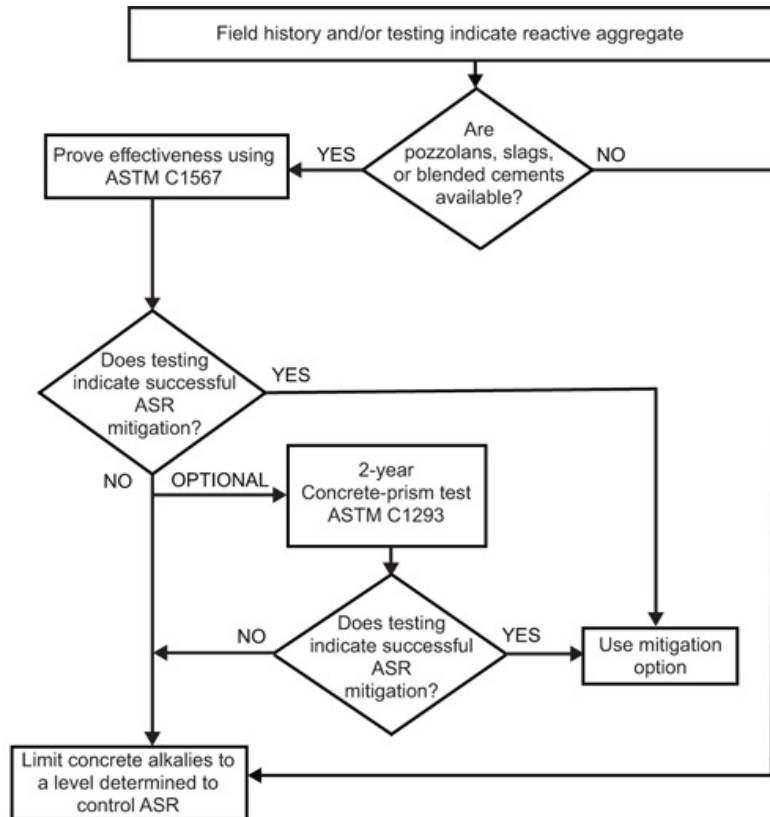 Field history and/or testing indicate reactive aggregate
Are
pozzolans, slags,
or blended cements
available?
YES
NO
Prove effectiveness using
ASTM C1567
Does testing
indicate successful
ASR
mitigation?
YES
NO
OPTIONAL
2-year
Concrete-prism test
ASTM C1293
Does testing
indicate successful
ASR
mitigation?
NO
YES
Use mitigation
option
Limit concrete alkalies to
a level determined to
control ASR